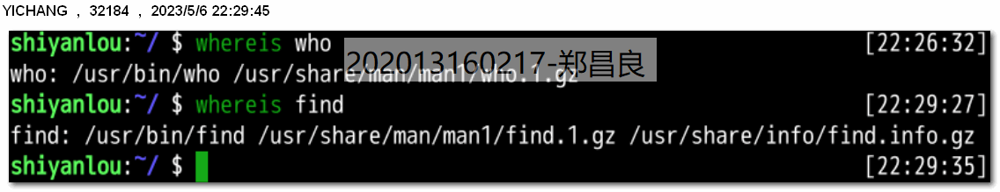 YICHANG , 32184 , 2023/5/6 22:29:45
shiyanlou:~/ $ whereis who [22:26:32]
202013160217-郑昌良
who: /usr/bin/who /usr/share/man/man1/who.1.gz
shiyanlou:~/ $ whereis find [22:29:27]
find: /usr/bin/find /usr/share/man/man1/find.1.gz /usr/share/info/find.info.gz
shiyanlou:~/ $ [22:29:35]